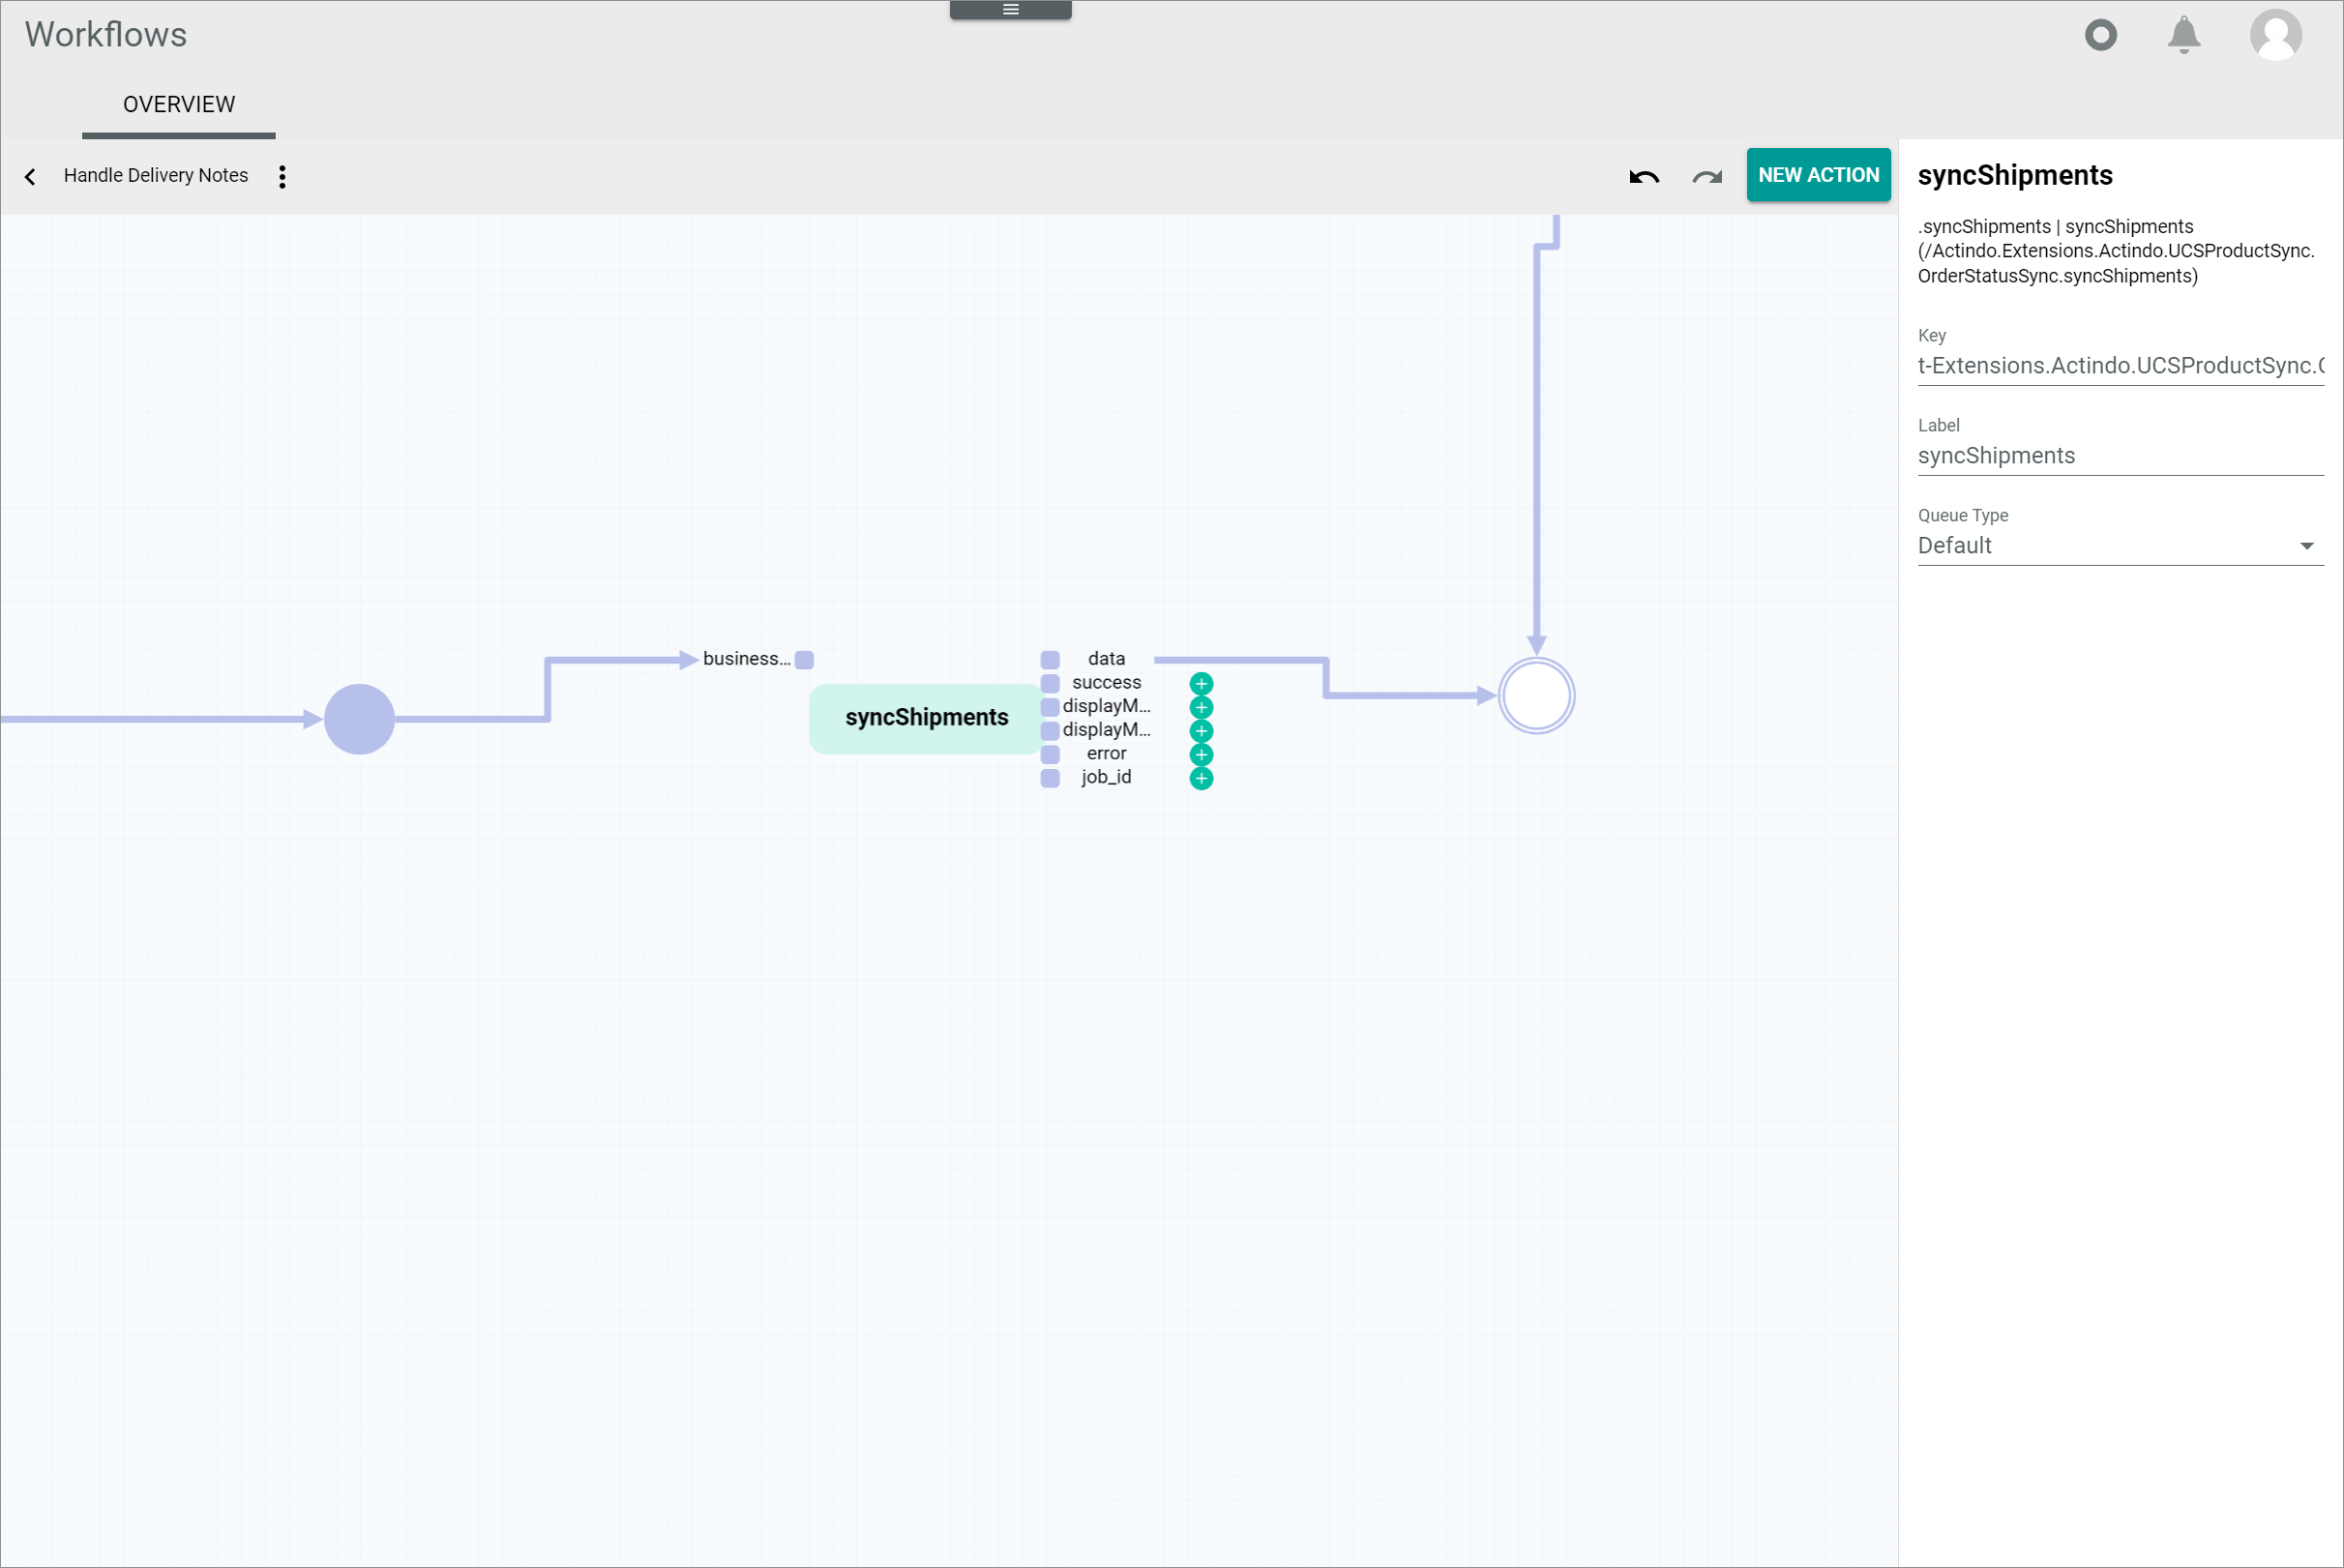 Workflows
OVERVIEW
Handle Delivery Notes
NEW ACTION
syncShipments
.syncShipments | syncShipments
(/Actindo.Extensions.Actindo.UCSProductSync.
OrderStatusSync.syncShipments)
Key
t-Extensions.Actindo.UCSProductSync.
Label
syncShipments
Queue Type
Default
business...
syncShipments
data
success
displayM...
displayM...
error
job_id